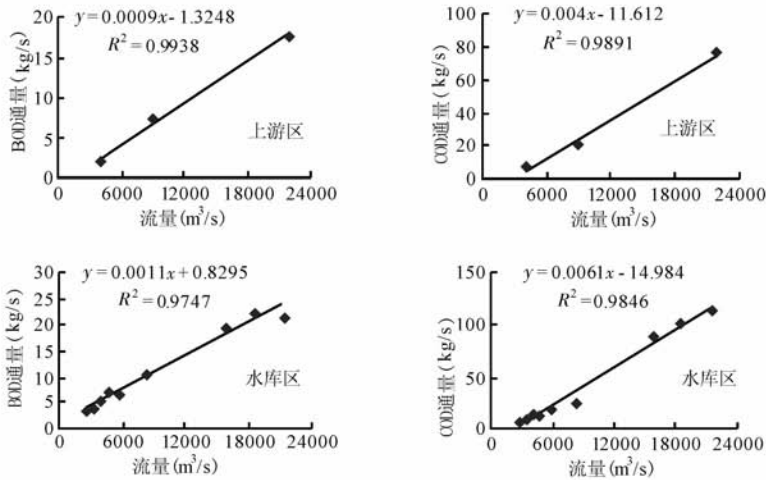 y = 0.0009x - 1.3248
R² = 0.9938
BOD通量(kg/s)
20
15
10
5
0
上游区
0 6000 12000 18000 24000
流量(m³/s)
y = 0.004x - 11.612
R² = 0.9891
COD通量(kg/s)
100
80
60
40
20
0
上游区
0 6000 12000 18000 24000
流量(m³/s)
y = 0.0011x + 0.8295
R² = 0.9747
BOD通量(kg/s)
30
25
20
15
10
5
0
水库区
0 6000 12000 18000 24000
流量(m³/s)
y = 0.0061x - 14.984
R² = 0.9846
COD通量(kg/s)
150
100
50
0
水库区
0 6000 12000 18000 24000
流量(m³/s)